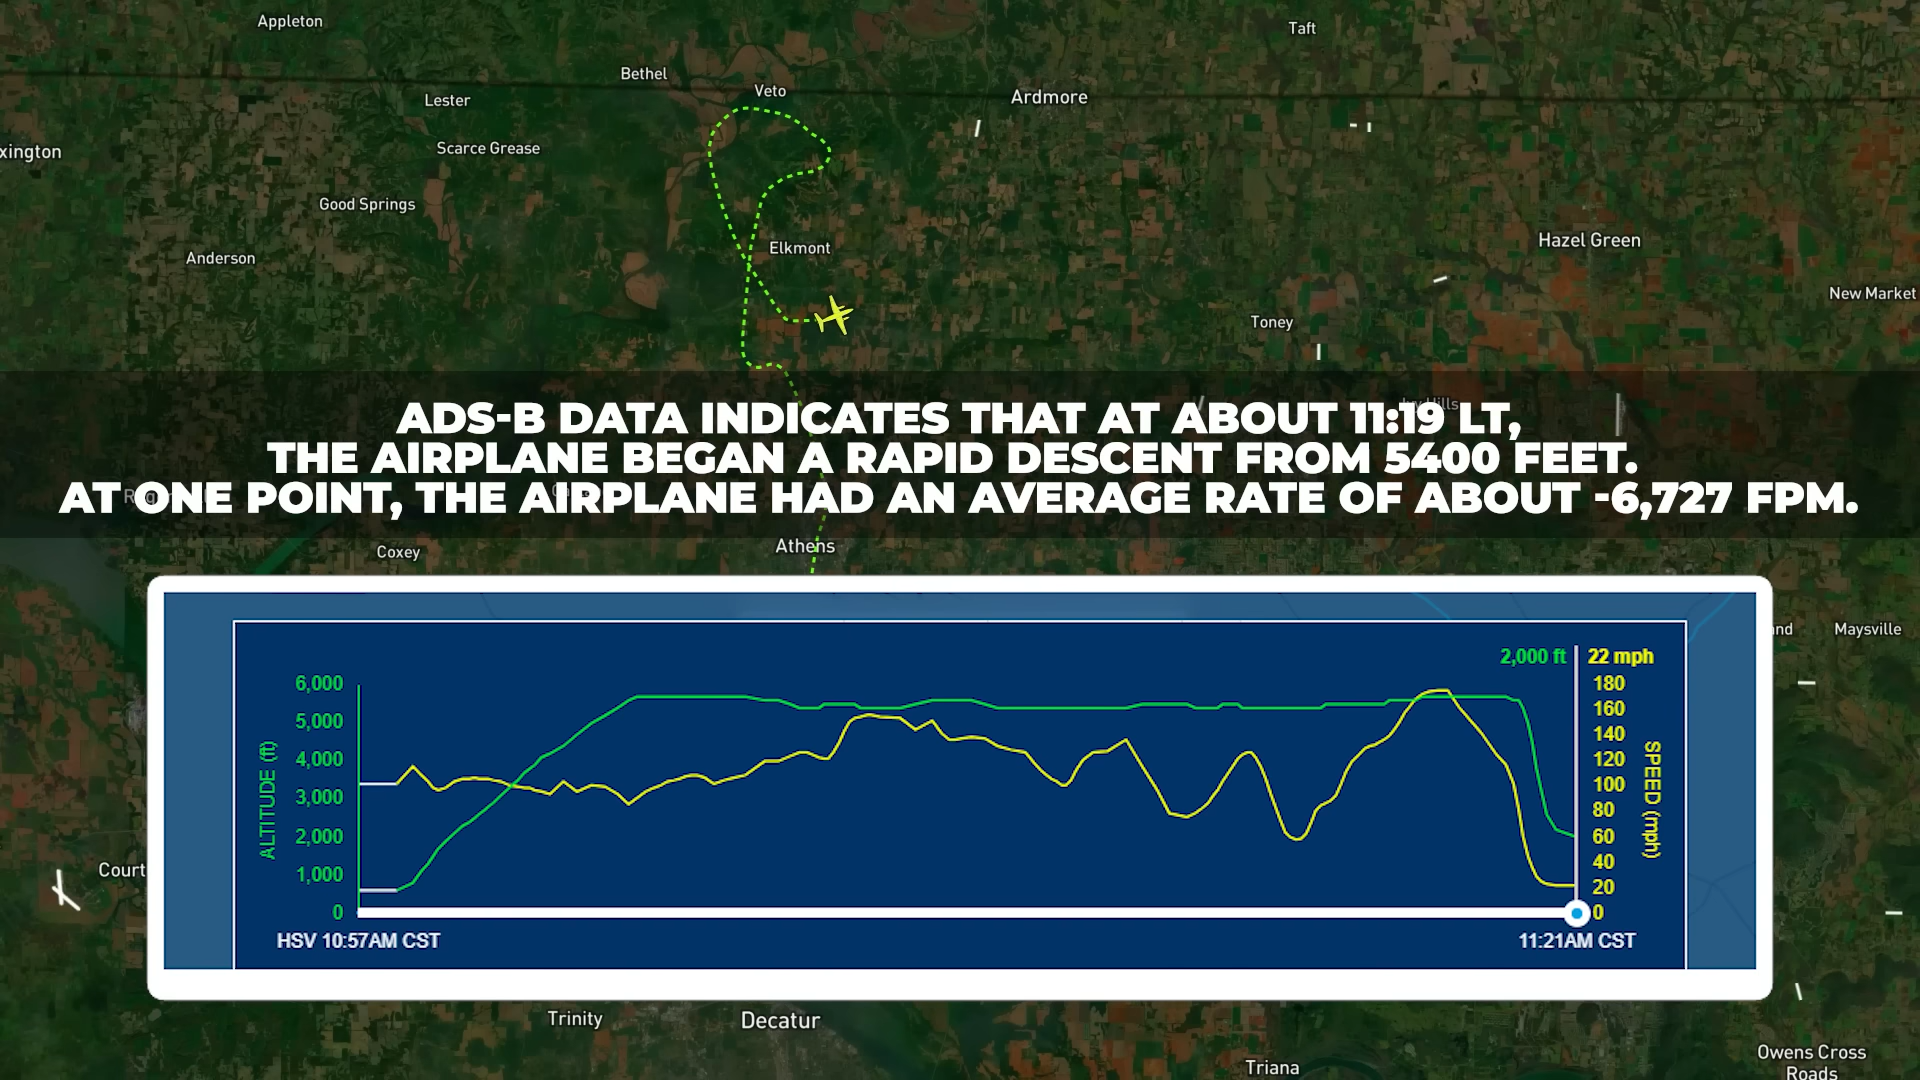 Appleton
Taft
Bethel
Veto
Lester
Ardmore
xington
Scarce Grease
Good Springs
Anderson
Elkmont
Hazel Green
New Market
Toney
ADS-B DATA INDICATES THAT AT ABOUT 11:19 LT,
THE AIRPLANE BEGAN A RAPID DESCENT FROM 5400 FEET.
AT ONE POINT, THE AIRPLANE HAD AN AVERAGE RATE OF ABOUT -6,727 FPM.
Coxey
Athens
nd
Maysville
2,000 ft
22 mph
6,000
5,000
4,000
3,000
2,000
1,000
0
ALTITUDE (ft)
180
160
140
120
100
80
60
40
20
0
SPEED (mph)
HSV 10:57AM CST
11:21AM CST
Court
Trinity
Decatur
Triana
Owens Cross
Roads